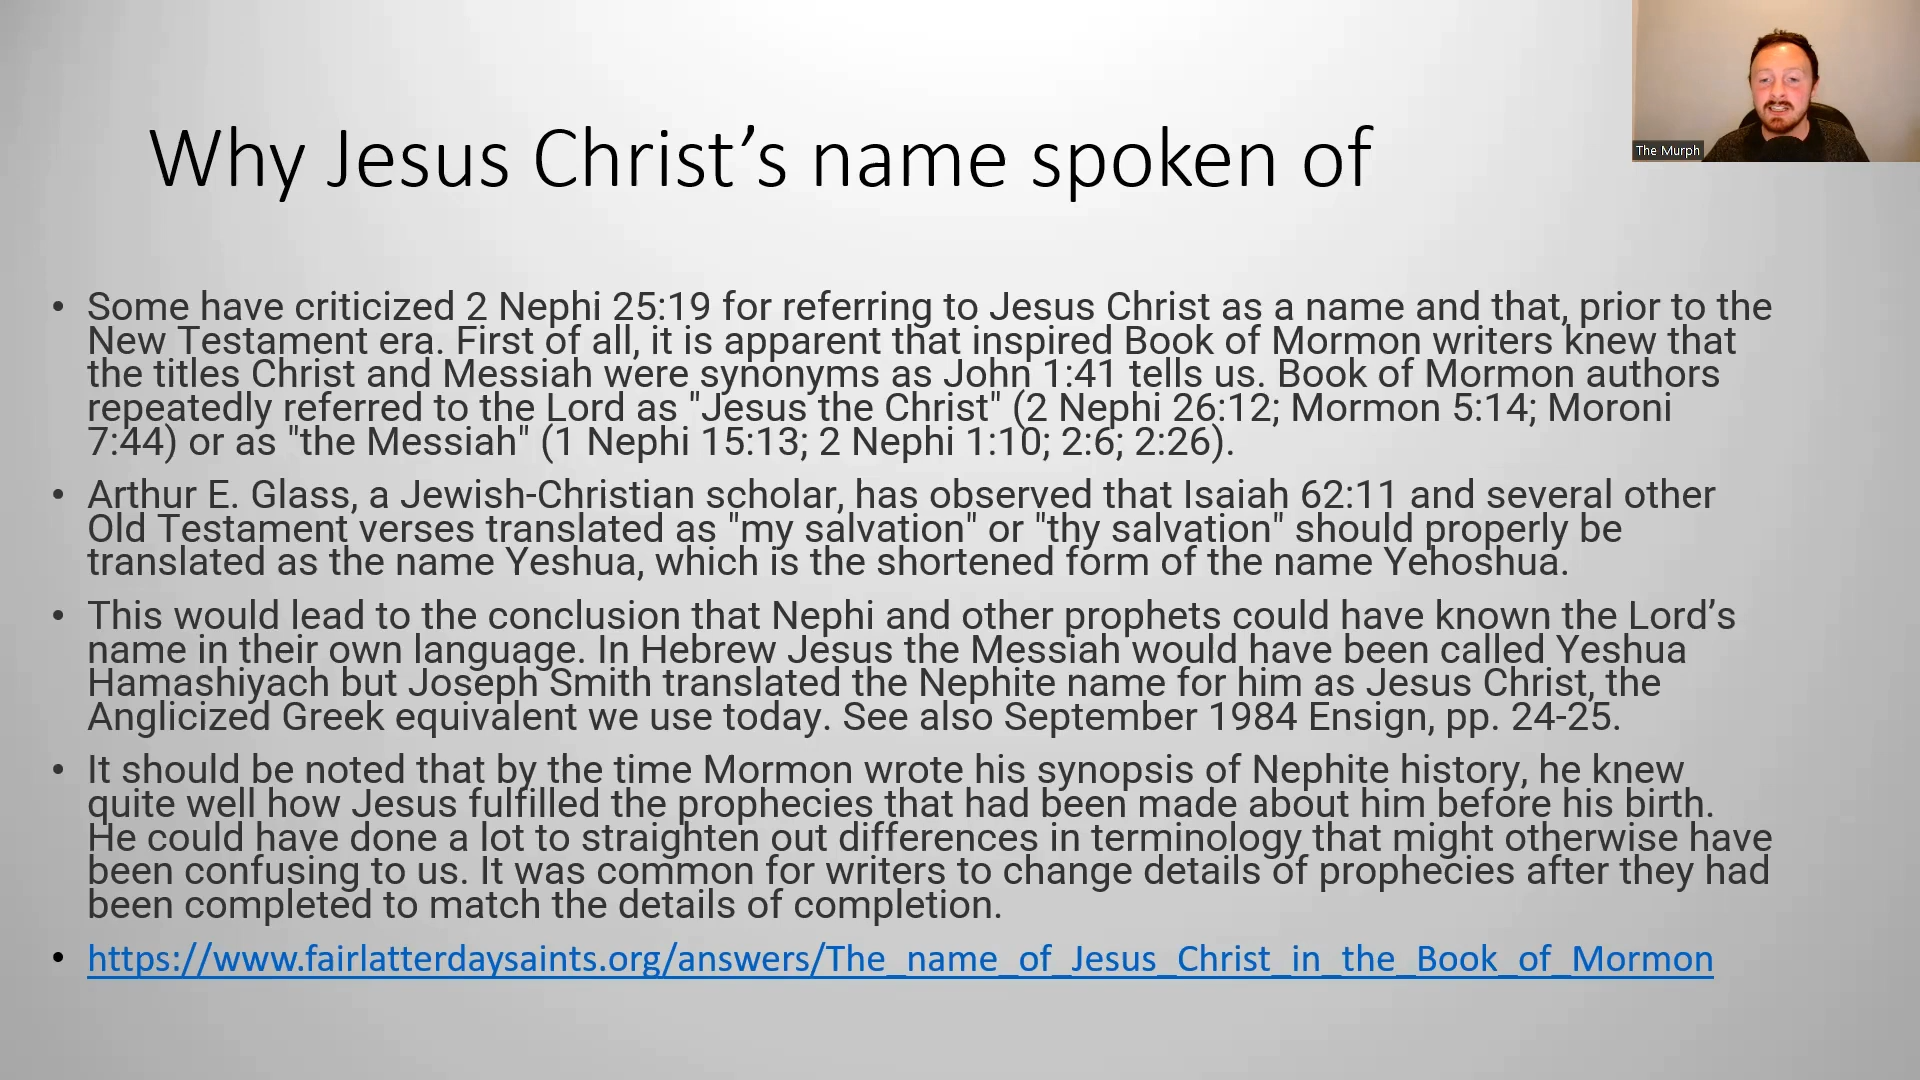 Why Jesus Christ’s name spoken of
The Murph
• Some have criticized 2 Nephi 25:19 for referring to Jesus Christ as a name and that, prior to the
New Testament era. First of all, it is apparent that inspired Book of Mormon writers knew that
the titles Christ and Messiah were synonyms as John 1:41 tells us. Book of Mormon authors
repeatedly referred to the Lord as "Jesus the Christ" (2 Nephi 26:12; Mormon 5:14; Moroni
7:44) or as "the Messiah" (1 Nephi 15:13; 2 Nephi 1:10; 2:6; 2:26).
• Arthur E. Glass, a Jewish-Christian scholar, has observed that Isaiah 62:11 and several other
Old Testament verses translated as "my salvation" or "thy salvation" should properly be
translated as the name Yeshua, which is the shortened form of the name Yehoshua.
• This would lead to the conclusion that Nephi and other prophets could have known the Lord’s
name in their own language. In Hebrew Jesus the Messiah would have been called Yeshua
Hamashiyach but Joseph Smith translated the Nephite name for him as Jesus Christ, the
Anglicized Greek equivalent we use today. See also September 1984 Ensign, pp. 24-25.
• It should be noted that by the time Mormon wrote his synopsis of Nephite history, he knew
quite well how Jesus fulfilled the prophecies that had been made about him before his birth.
He could have done a lot to straighten out differences in terminology that might otherwise have
been confusing to us. It was common for writers to change details of prophecies after they had
been completed to match the details of completion.
• https://www.fairlatterdaysaints.org/answers/The_name_of_Jesus_Christ_in_the_Book_of_Mormon